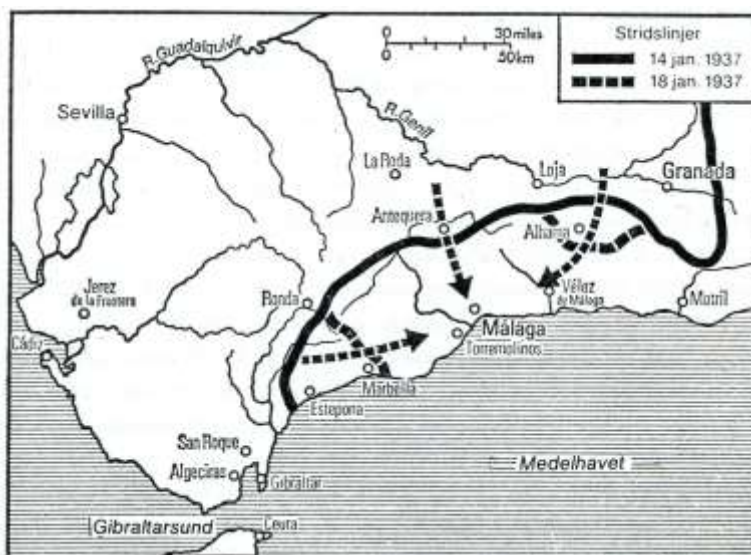 0 30 miles
0 50 km
Stridslinjer
14 jan. 1937
18 jan. 1937
R. Guadalquivir
Sevilla
R. Genil
La Roda
Loja
Granada
Antequera
Alhama
Jerez
de la Frontera
Ronda
Vélez
de Málaga
Motril
Málaga
Cádiz
Torremolinos
Marbella
Estepona
San Roque
Algeciras
Gibraltar
Medelhavet
Gibraltarsund
Ceuta